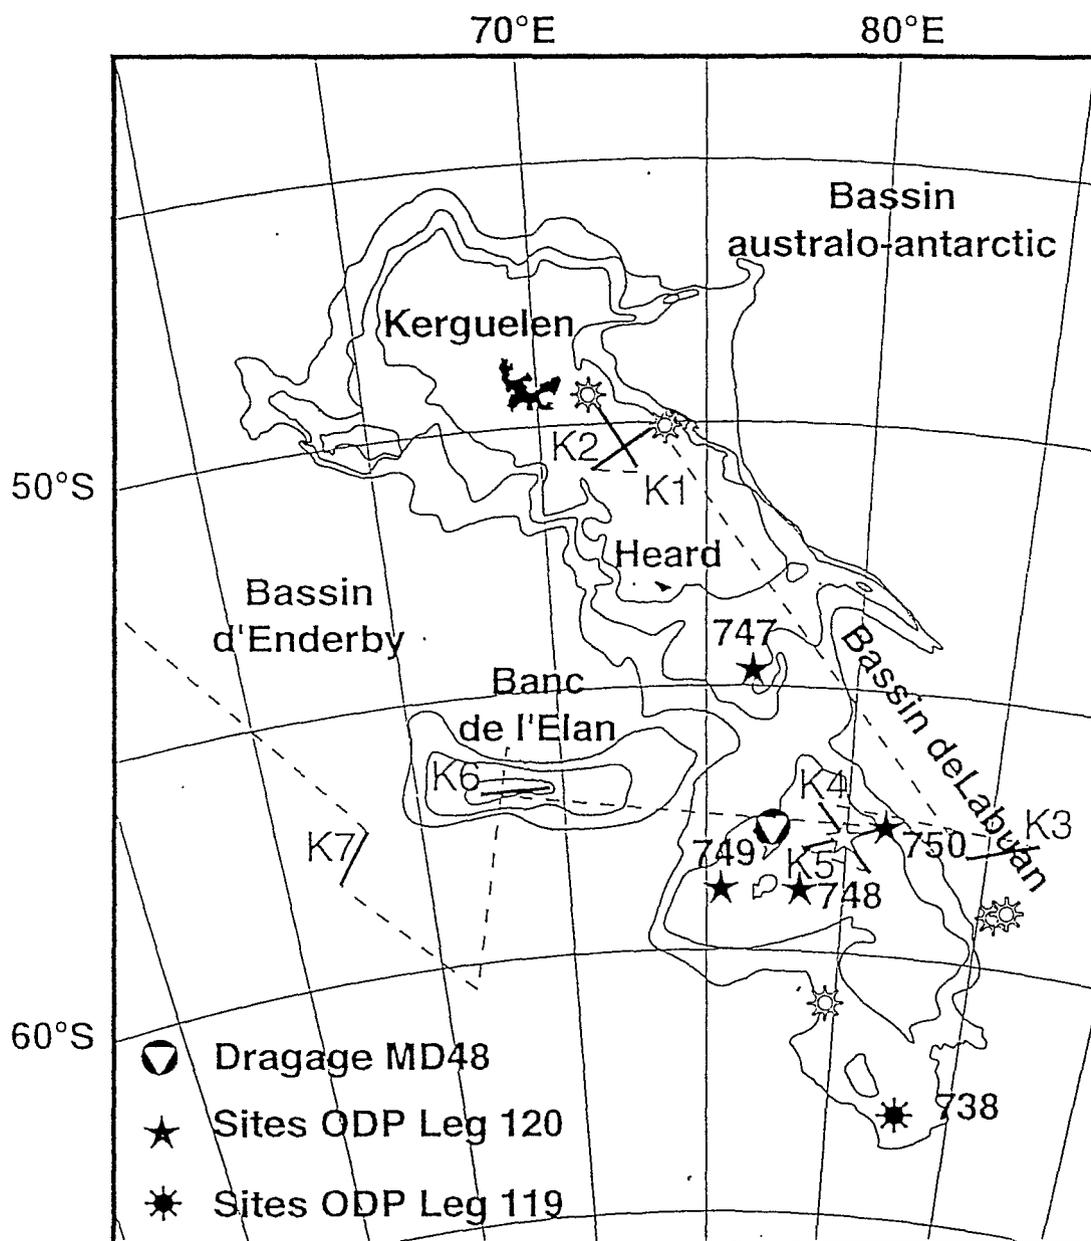 70°E
80°E
Bassin
australo-antarctic
Kerguelen
K2
50°S
K1
Heard
Bassin
d'Enderby
747
Banc
de l'Elan
Bassin deLabuan
K6
K4
K3
K7
749
750
K5
748
60°S
Dragage MD48
738
Sites ODP Leg 120
Sites ODP Leg 119